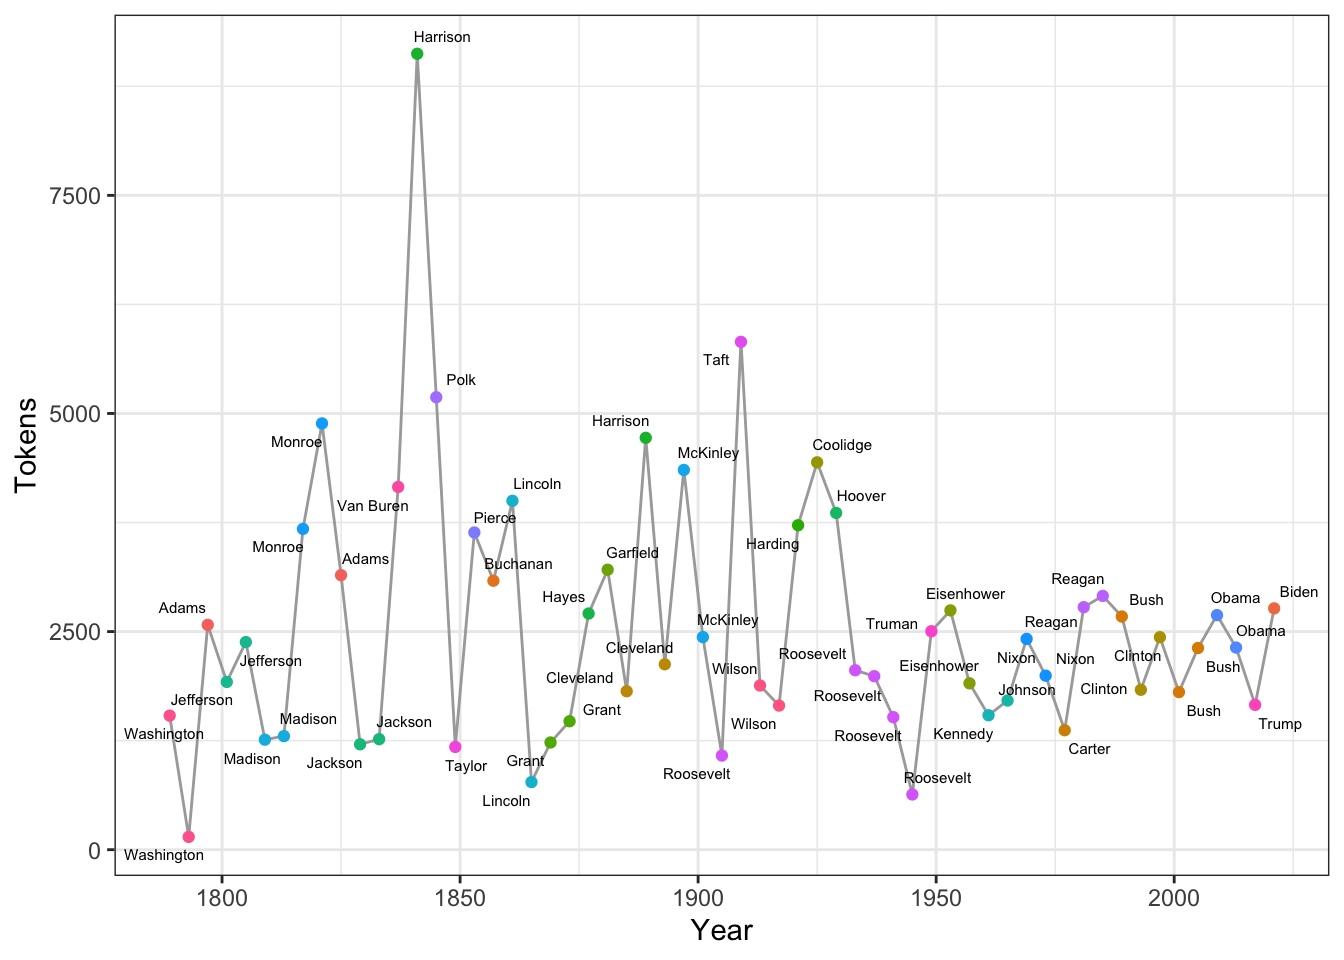 Harrison
7500
Polk
Taft
5000
Harrison
Coolidge
Monroe
McKinley
Tokens
Lincoln
Hoover
Van Buren
Pierce
Harding
Monroe
Garfield
Adams
Buchanan
Reagan
Biden
Eisenhower
Hayes
Obama
Bush
Adams
McKinley
Reagan
Truman
2500
Obama
Cleveland
Roosevelt
Clinton
Nixon
Nixon
Jefferson
Eisenhower
Bush
Wilson
Cleveland
Clinton
Johnson
Roosevelt
Jefferson
Grant
Bush
Madison
Jackson
Wilson
Trump
Washington
Kennedy
Roosevelt
Carter
Madison
Grant
Jackson
Taylor
Roosevelt
Roosevelt
Lincoln
0
Washington
1800
1850
1900
1950
2000
Year